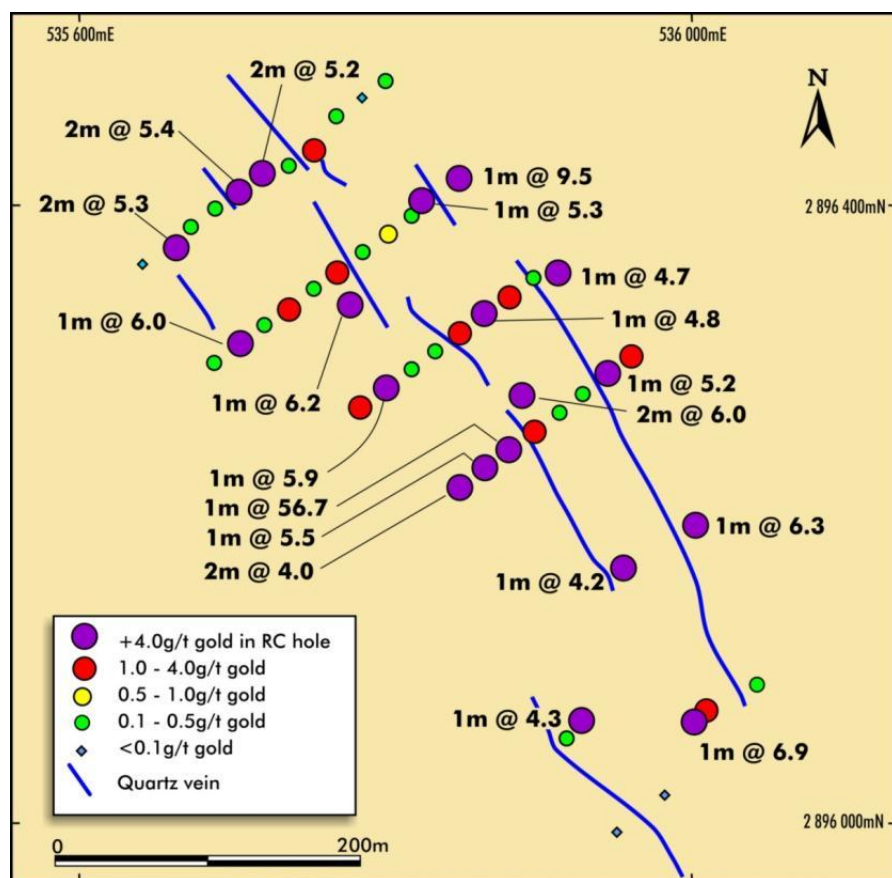 535 600mE
536 000mE
2m @ 5.2
N
2m @ 5.4
1m @ 9.5
2m @ 5.3
1m @ 5.3
2 896 400mN
1m @ 4.7
1m @ 6.0
1m @ 4.8
1m @ 6.2
1m @ 5.2
2m @ 6.0
1m @ 5.9
1m @ 56.7
1m @ 5.5
2m @ 4.0
1m @ 6.3
1m @ 4.2
+4.0g/t gold in RC hole
1.0 - 4.0g/t gold
0.5 - 1.0g/t gold
0.1 - 0.5g/t gold
<0.1g/t gold
Quartz vein
1m @ 4.3
1m @ 6.9
2 896 000mN
0
200m